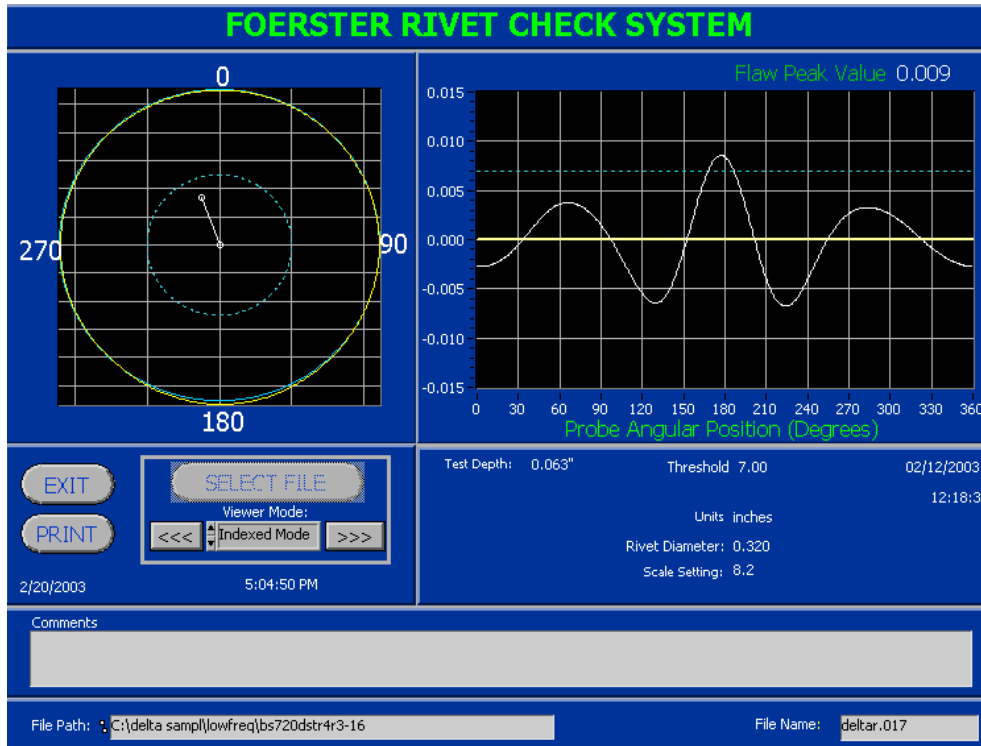 FOERSTER RIVET CHECK SYSTEM
0
270
90
180
Flaw Peak Value 0.009
0.015
0.010
0.005
0.000
-0.005
-0.010
-0.015
0 30 60 90 120 150 180 210 240 270 300 330 360
Probe Angular Position (Degrees)
EXIT
SELECT FILE
PRINT
Viewer Mode:
<<< Indexed Mode >>>
2/20/2003 5:04:50 PM
Test Depth: 0.063" Threshold 7.00 02/12/2003
12:18:3
Units inches
Rivet Diameter: 0.320
Scale Setting: 8.2
Comments
File Path: C:\delta sampl\lowfreq\bs720dstr4r3-16 File Name: deltar.017